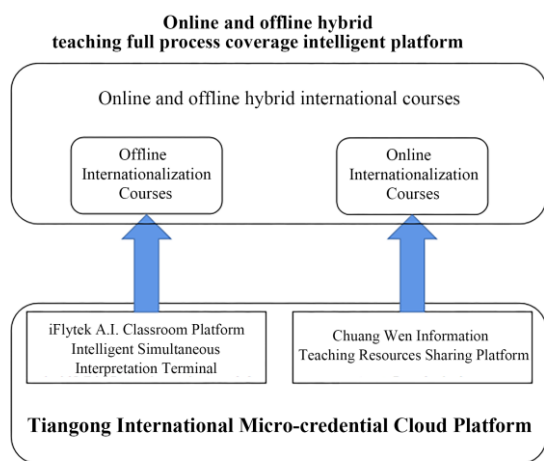 Online and offline hybrid
teaching full process coverage intelligent platform
Online and offline hybrid international courses
Offline
Internationalization
Courses
Online
Internationalization
Courses
iFlytek A.I. Classroom Platform
Intelligent Simultaneous
Interpretation Terminal
Chuang Wen Information
Teaching Resources Sharing Platform
Tiangong International Micro-credential Cloud Platform